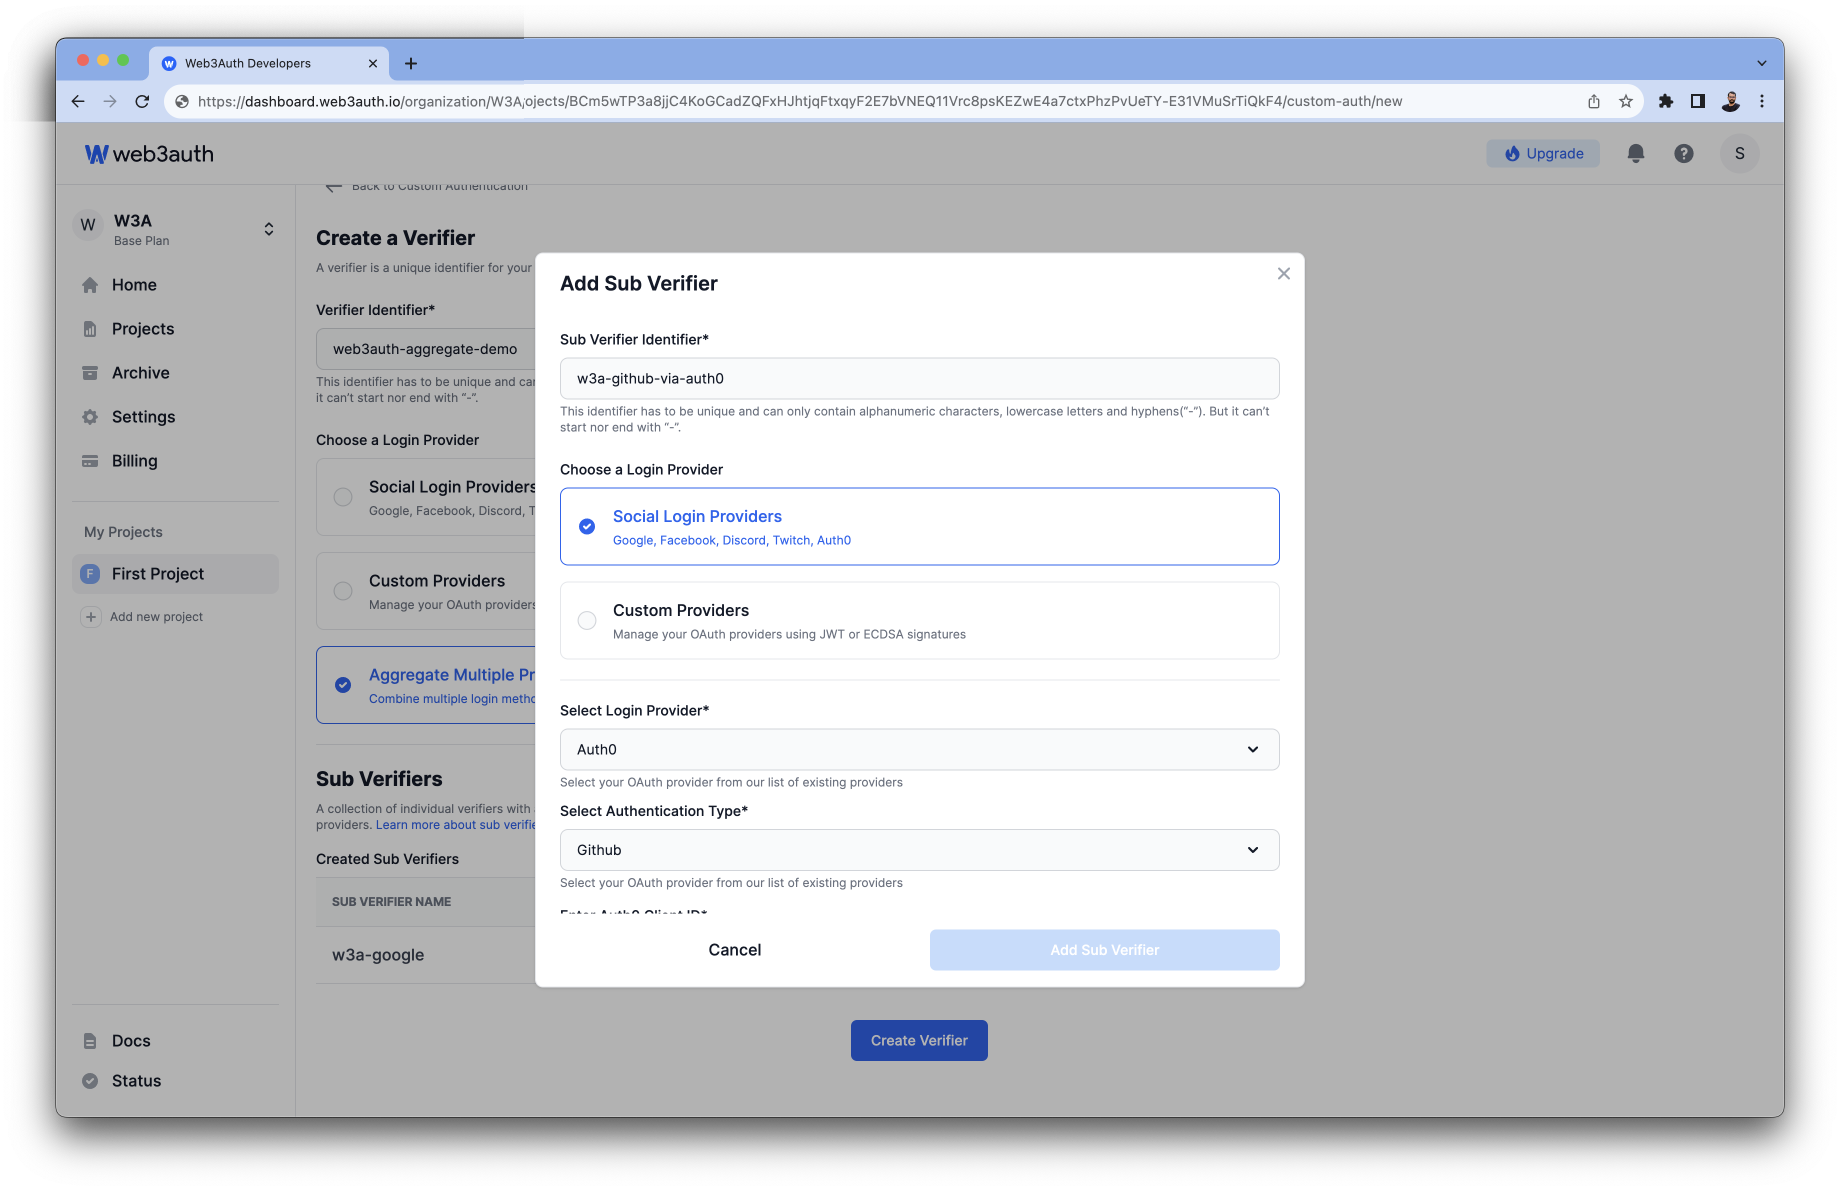 Web3Auth Developers
https://dashboard.web3auth.io/organization/W3A/ojects/BCm5wTP3a8jjC4KoGCadZQFxHJhtjqFtxqyF2E7bVNEQ11Vrc8psKEZwE4a7ctxPhzPvUeTY-E31VMuSrTiQkF4/custom-auth/new
web3auth
Upgrade
S
W
W3A
Base Plan
Home
Projects
Archive
Settings
Billing
My Projects
F
First Project
Add new project
Docs
Status
Back to Custom Authentication
Create a Verifier
A verifier is a unique identifier for your
Verifier Identifier*
web3auth-aggregate-demo
This identifier has to be unique and can
it can't start nor end with "-".
Choose a Login Provider
Social Login Providers
Google, Facebook, Discord, T
Custom Providers
Manage your OAuth providers
Aggregate Multiple Pr
Combine multiple login metho
Sub Verifiers
A collection of individual verifiers with
providers. Learn more about sub verifie
Created Sub Verifiers
SUB VERIFIER NAME
w3a-google
Create Verifier
Add Sub Verifier
Sub Verifier Identifier*
w3a-github-via-auth0
This identifier has to be unique and can only contain alphanumeric characters, lowercase letters and hyphens("-"). But it can't
start nor end with "-".
Choose a Login Provider
Social Login Providers
Google, Facebook, Discord, Twitch, Auth0
Custom Providers
Manage your OAuth providers using JWT or ECDSA signatures
Select Login Provider*
Auth0
Select your OAuth provider from our list of existing providers
Select Authentication Type*
Github
Select your OAuth provider from our list of existing providers
Enter Auth0 Client ID*
Cancel
Add Sub Verifier